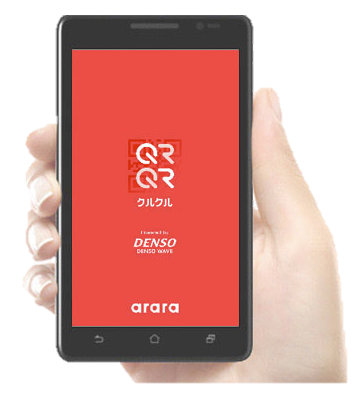 QR
QR
クルクル
Powered by
DENSO
DENSO WAVE
arara